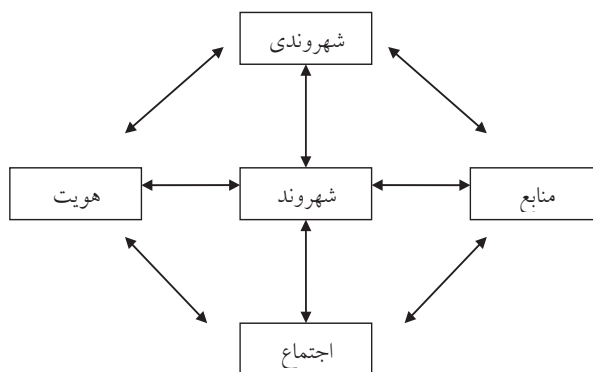 شهروندی
منابع
شهروند
هویت
اجتماع